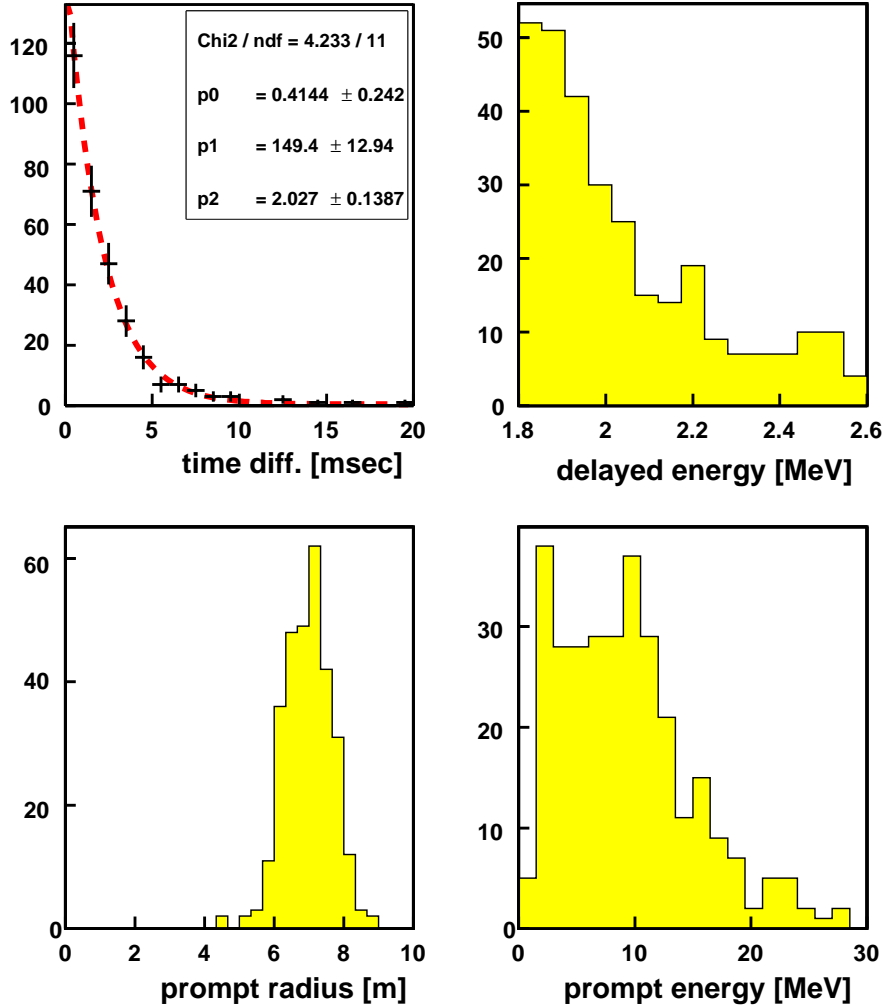 Chi2 / ndf = 4.233 / 11
p0 = 0.4144 ± 0.242
p1 = 149.4 ± 12.94
p2 = 2.027 ± 0.1387
120
100
80
60
40
20
0
0 5 10 15 20
time diff. [msec]
50
40
30
20
10
0
1.8 2 2.2 2.4 2.6
delayed energy [MeV]
60
40
20
0
0 2 4 6 8 10
prompt radius [m]
30
20
10
0
0 10 20 30
prompt energy [MeV]